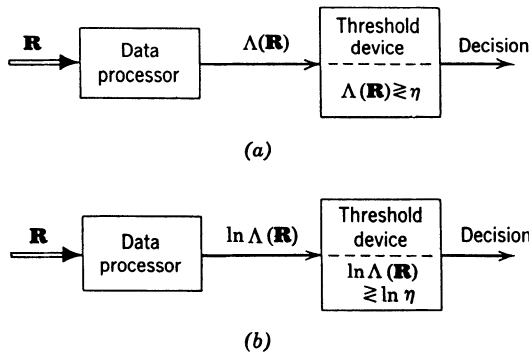 R
Data
processor
Λ(R)
Threshold
device
Λ(R)≷η
Decision
(a)
R
Data
processor
ln Λ(R)
Threshold
device
ln Λ(R)
≷ ln η
Decision
(b)